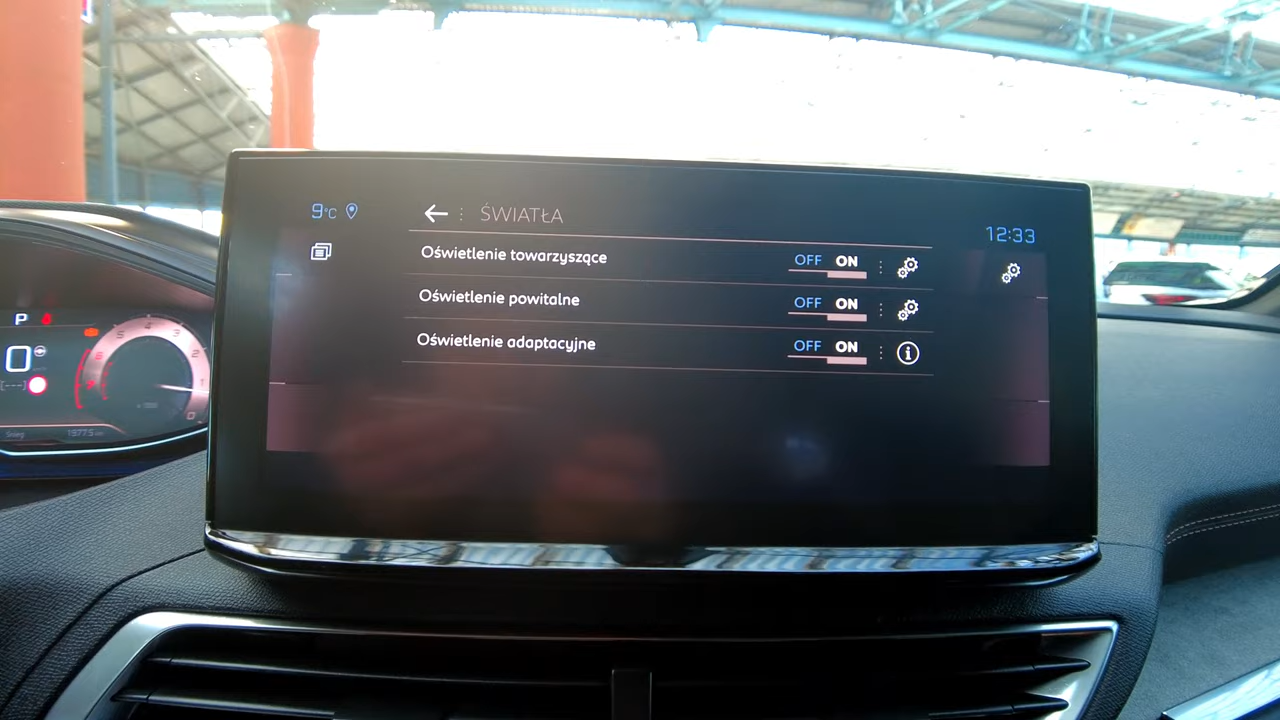 9°C
ŚWIATŁA
12:33
Oświetlenie towarzyszące OFF ON
Oświetlenie powitalne OFF ON
Oświetlenie adaptacyjne OFF ON
P
0